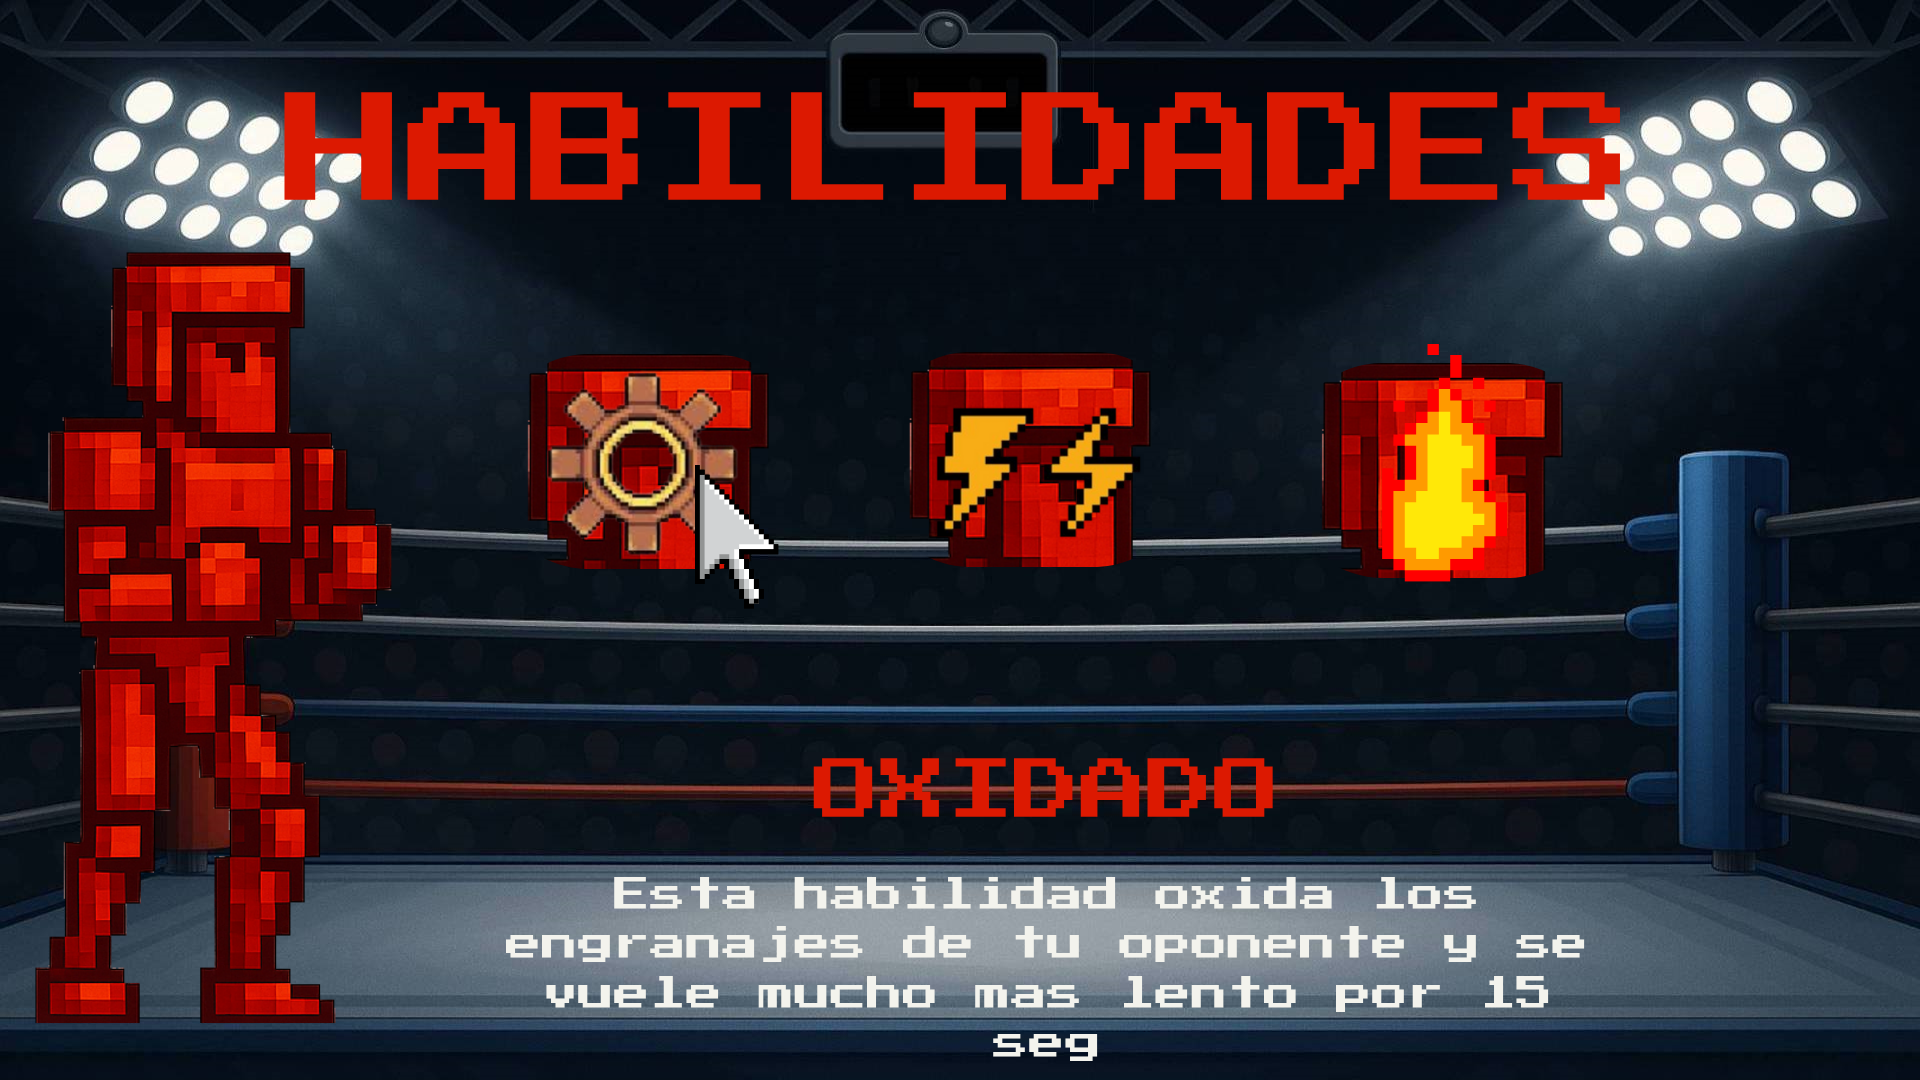 HABILIDADES
OXIDADO
Esta habilidad oxida los
engranajes de tu oponente y se
vuele mucho mas lento por 15
seg